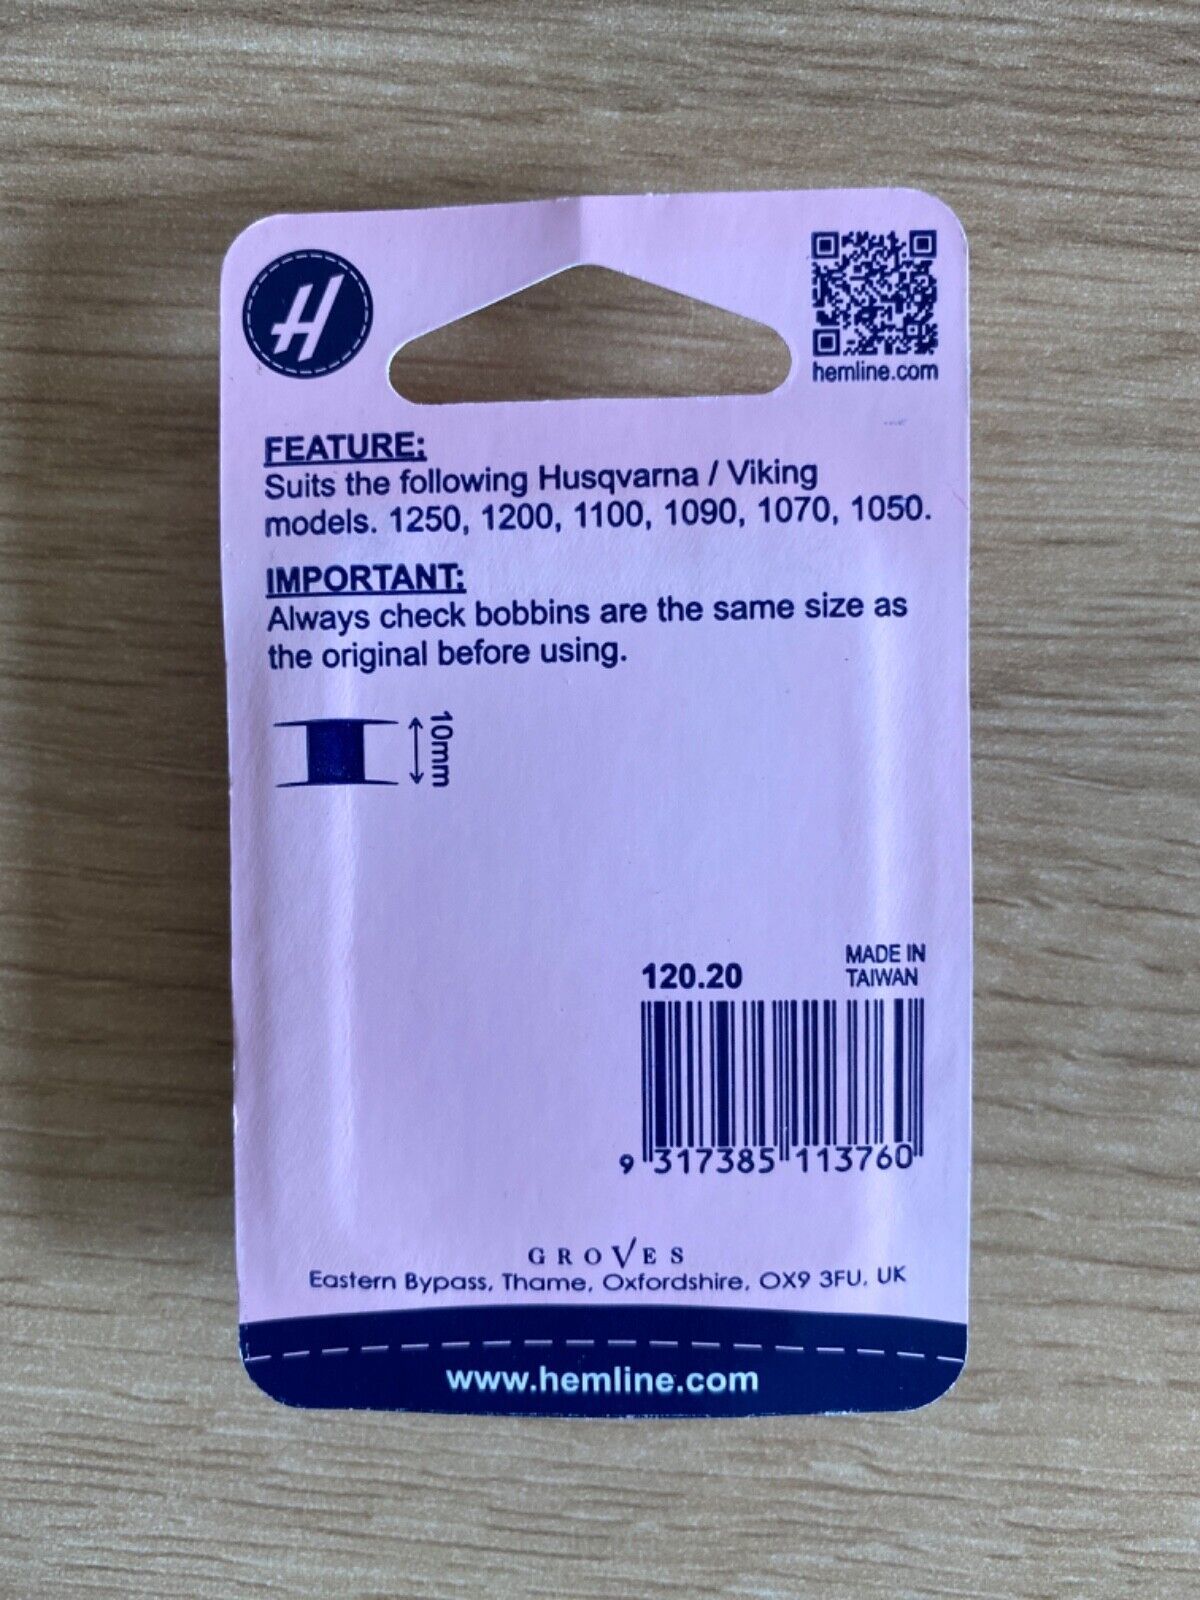 H
hemline.com
FEATURE:
Suits the following Husqvarna / Viking
models. 1250, 1200, 1100, 1090, 1070, 1050.
IMPORTANT:
Always check bobbins are the same size as
the original before using.
10mm
120.20
MADE IN
TAIWAN
9 317385 113760
GROVES
Eastern Bypass, Thame, Oxfordshire, OX9 3FU, UK
www.hemline.com